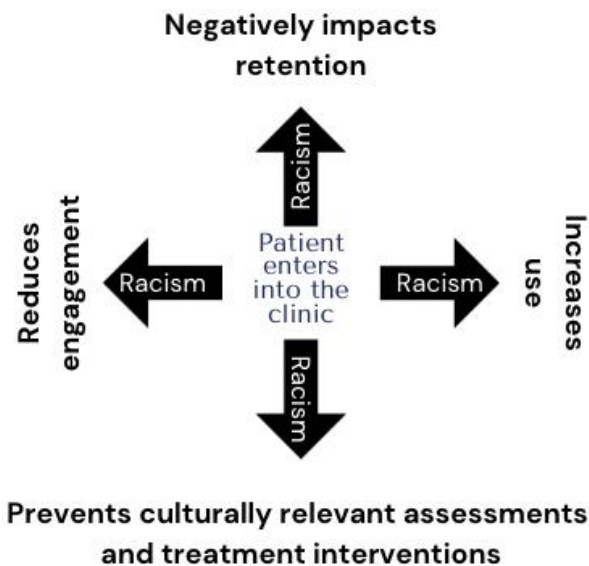 Negatively impacts
retention
Racism
Reduces
engagement
Racism
Patient
enters
into the
clinic
Racism
Increases
use
Racism
Prevents culturally relevant assessments
and treatment interventions